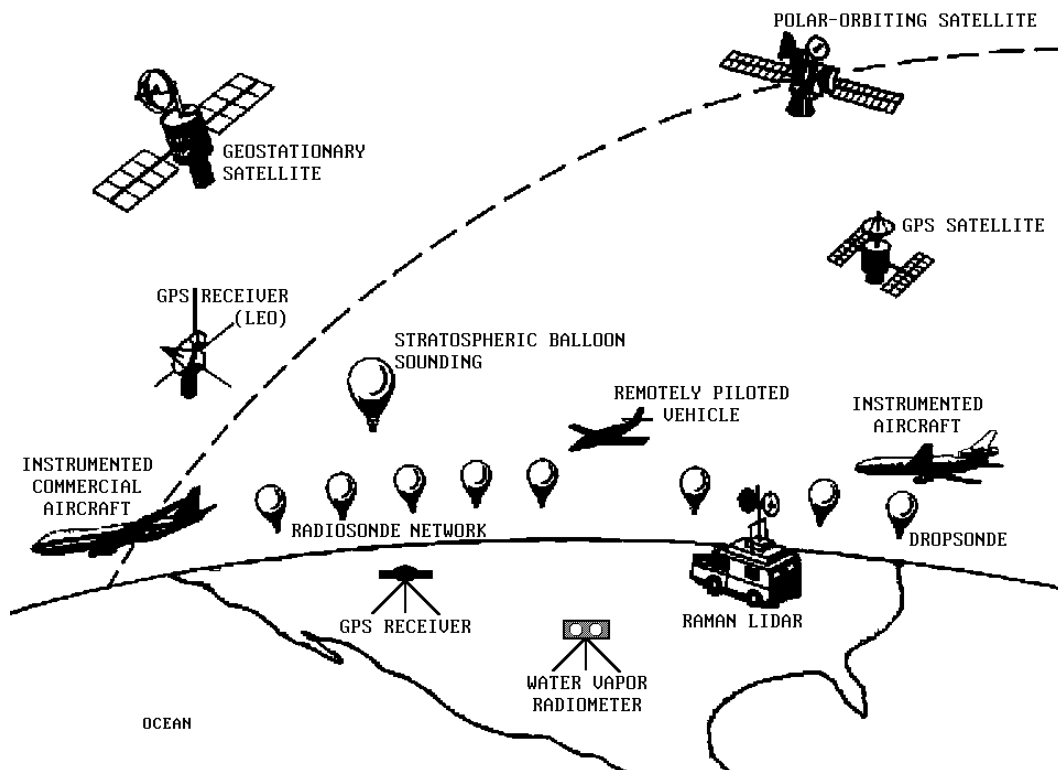 POLAR-ORBITING SATELLITE
GEOSTATIONARY
SATELLITE
GPS SATELLITE
GPS RECEIVER
(LEO)
STRATOSPHERIC BALLOON
SOUNDING
REMOTELY PILOTED
VEHICLE
INSTRUMENTED
AIRCRAFT
INSTRUMENTED
COMMERCIAL
AIRCRAFT
RADIOSONDE NETWORK
DROPSONDE
GPS RECEIVER
RAMAN LIDAR
WATER VAPOR
RADIOMETER
OCEAN